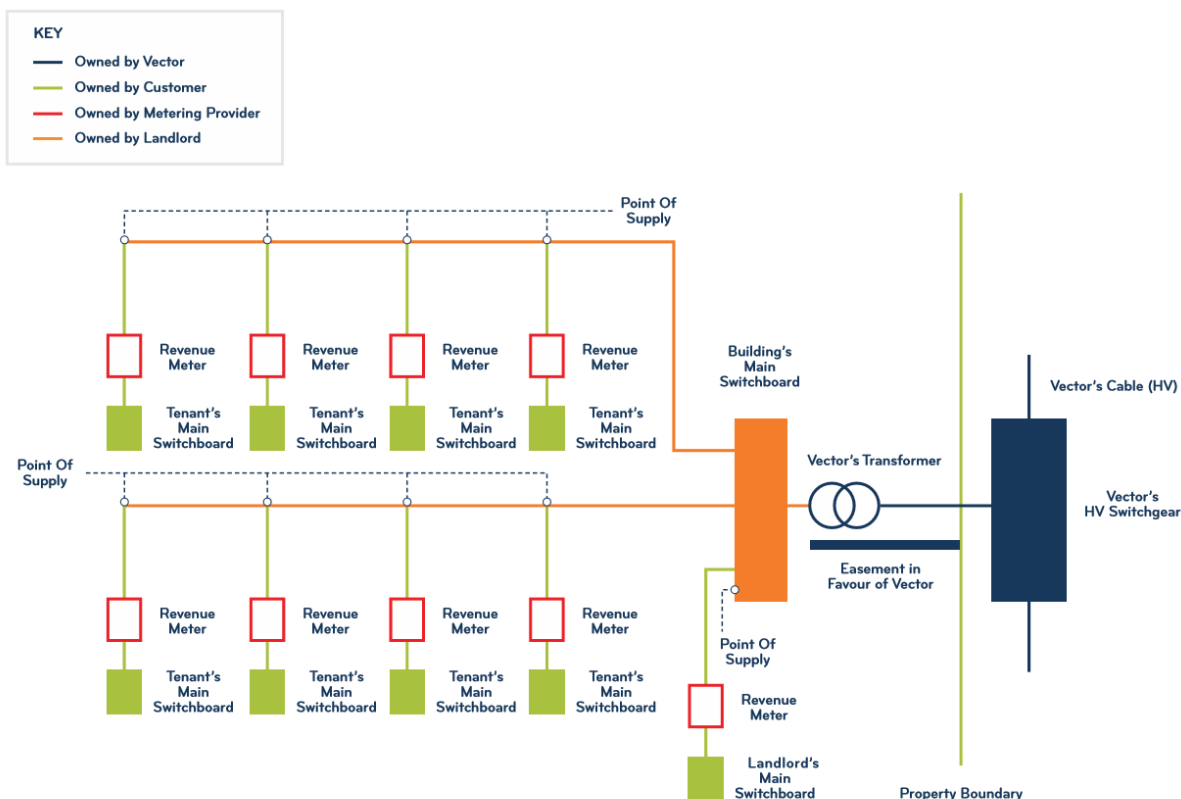 KEY
Owned by Vector
Owned by Customer
Owned by Metering Provider
Owned by Landlord
Point Of
Supply
Revenue
Meter
Revenue
Meter
Revenue
Meter
Revenue
Meter
Building's
Main
Switchboard
Vector's Cable (HV)
Tenant's
Main
Switchboard
Tenant's
Main
Switchboard
Tenant's
Main
Switchboard
Tenant's
Main
Switchboard
Point Of
Supply
Vector's Transformer
Vector's
HV Switchgear
Easement in
Favour of Vector
Revenue
Meter
Revenue
Meter
Revenue
Meter
Revenue
Meter
Point Of
Supply
Tenant's
Main
Switchboard
Tenant's
Main
Switchboard
Tenant's
Main
Switchboard
Tenant's
Main
Switchboard
Revenue
Meter
Landlord's
Main
Switchboard
Property Boundary